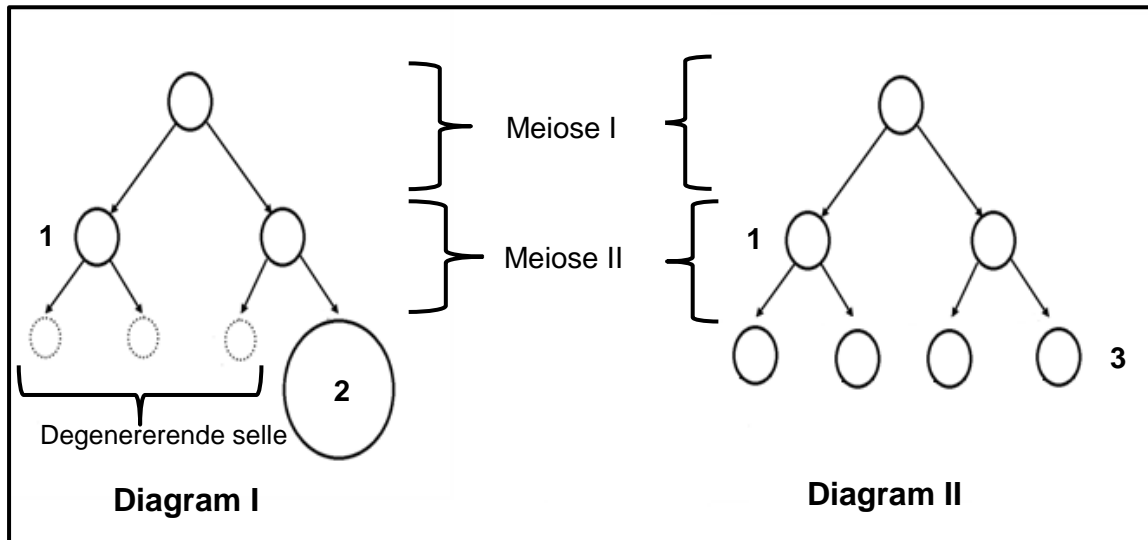 Meiose I
1
Meiose II
1
2
3
Degenererende selle
Diagram I
Diagram II